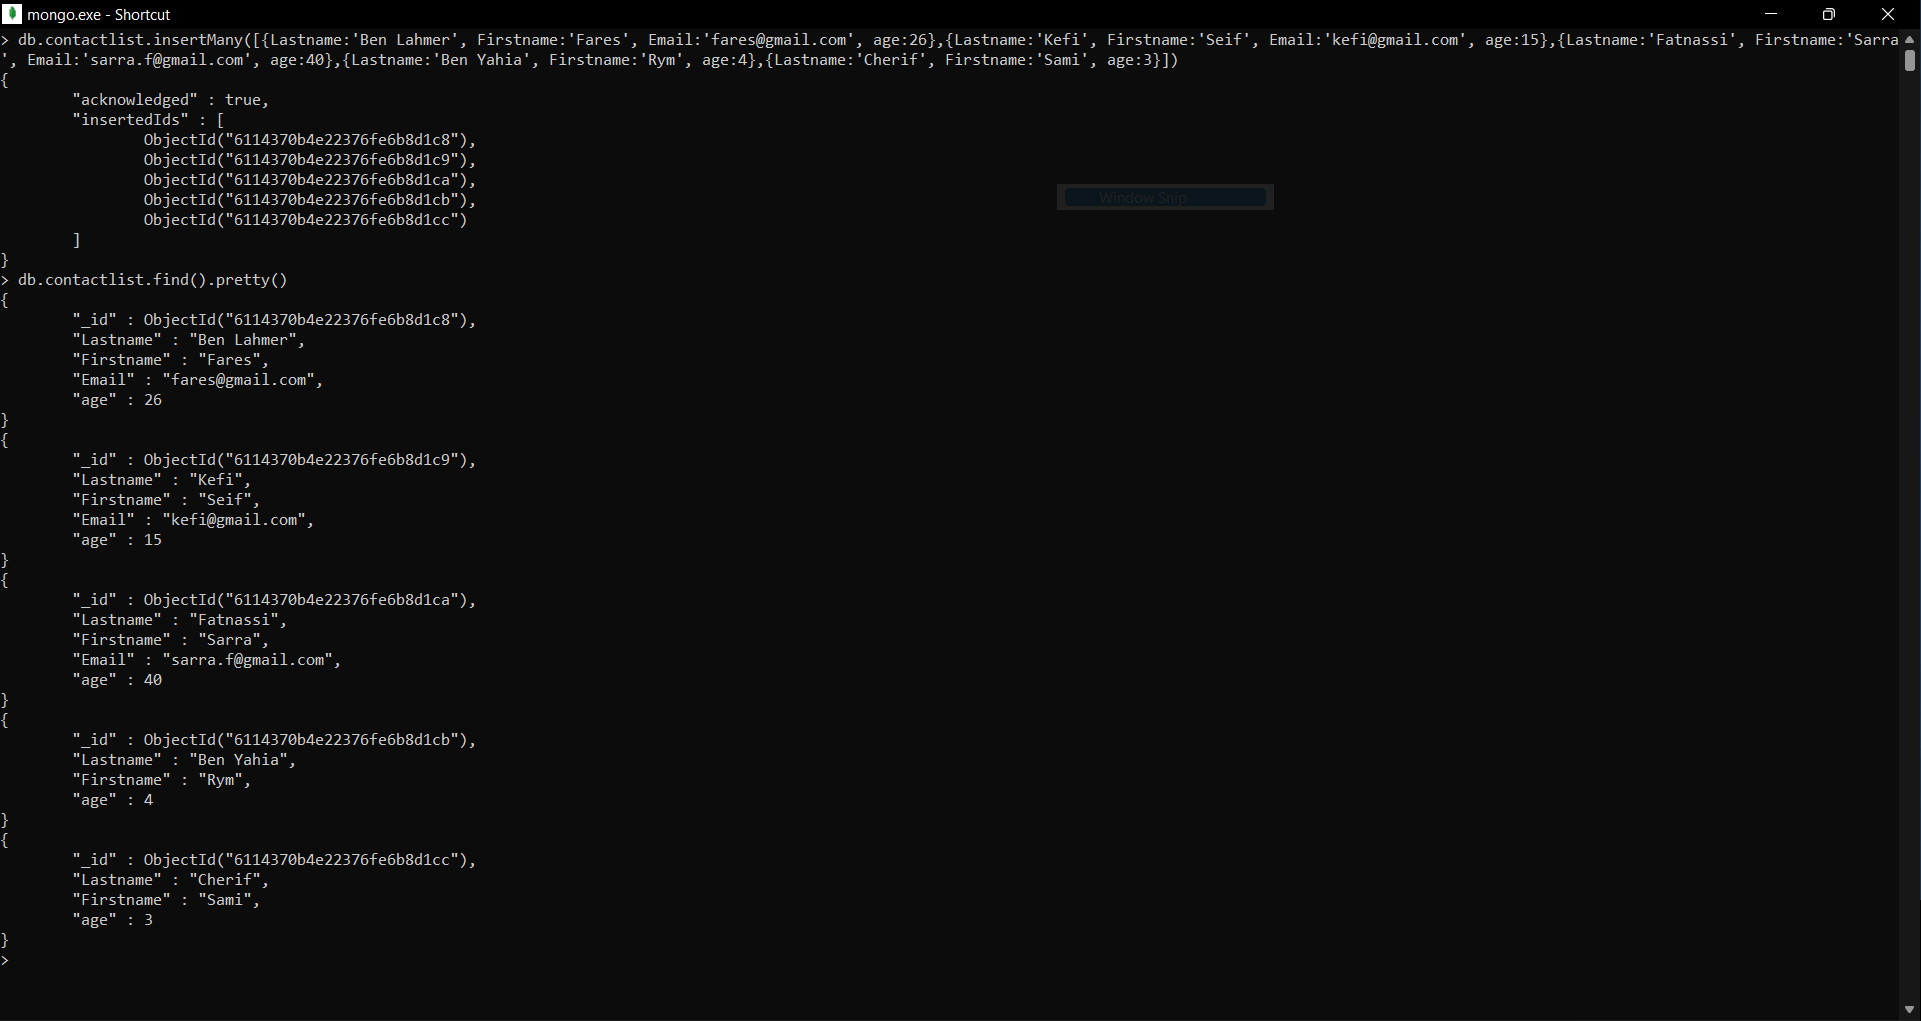 mongo.exe - Shortcut
> db.contactlist.insertMany([{Lastname:'Ben Lahmer', Firstname:'Fares', Email:'fares@gmail.com', age:26},{Lastname:'Kefi', Firstname:'Seif', Email:'kefi@gmail.com', age:15},{Lastname:'Fatnassi', Firstname:'Sarra
', Email:'sarra.f@gmail.com', age:40},{Lastname:'Ben Yahia', Firstname:'Rym', age:4},{Lastname:'Cherif', Firstname:'Sami', age:3}])
{
        "acknowledged" : true,
        "insertedIds" : [
                ObjectId("6114370b4e22376fe6b8d1c8"),
                ObjectId("6114370b4e22376fe6b8d1c9"),
                ObjectId("6114370b4e22376fe6b8d1ca"),
                ObjectId("6114370b4e22376fe6b8d1cb"),
                ObjectId("6114370b4e22376fe6b8d1cc")
        ]
}
Window Snip
> db.contactlist.find().pretty()
{
        "_id" : ObjectId("6114370b4e22376fe6b8d1c8"),
        "Lastname" : "Ben Lahmer",
        "Firstname" : "Fares",
        "Email" : "fares@gmail.com",
        "age" : 26
}
{
        "_id" : ObjectId("6114370b4e22376fe6b8d1c9"),
        "Lastname" : "Kefi",
        "Firstname" : "Seif",
        "Email" : "kefi@gmail.com",
        "age" : 15
}
{
        "_id" : ObjectId("6114370b4e22376fe6b8d1ca"),
        "Lastname" : "Fatnassi",
        "Firstname" : "Sarra",
        "Email" : "sarra.f@gmail.com",
        "age" : 40
}
{
        "_id" : ObjectId("6114370b4e22376fe6b8d1cb"),
        "Lastname" : "Ben Yahia",
        "Firstname" : "Rym",
        "age" : 4
}
{
        "_id" : ObjectId("6114370b4e22376fe6b8d1cc"),
        "Lastname" : "Cherif",
        "Firstname" : "Sami",
        "age" : 3
}
>